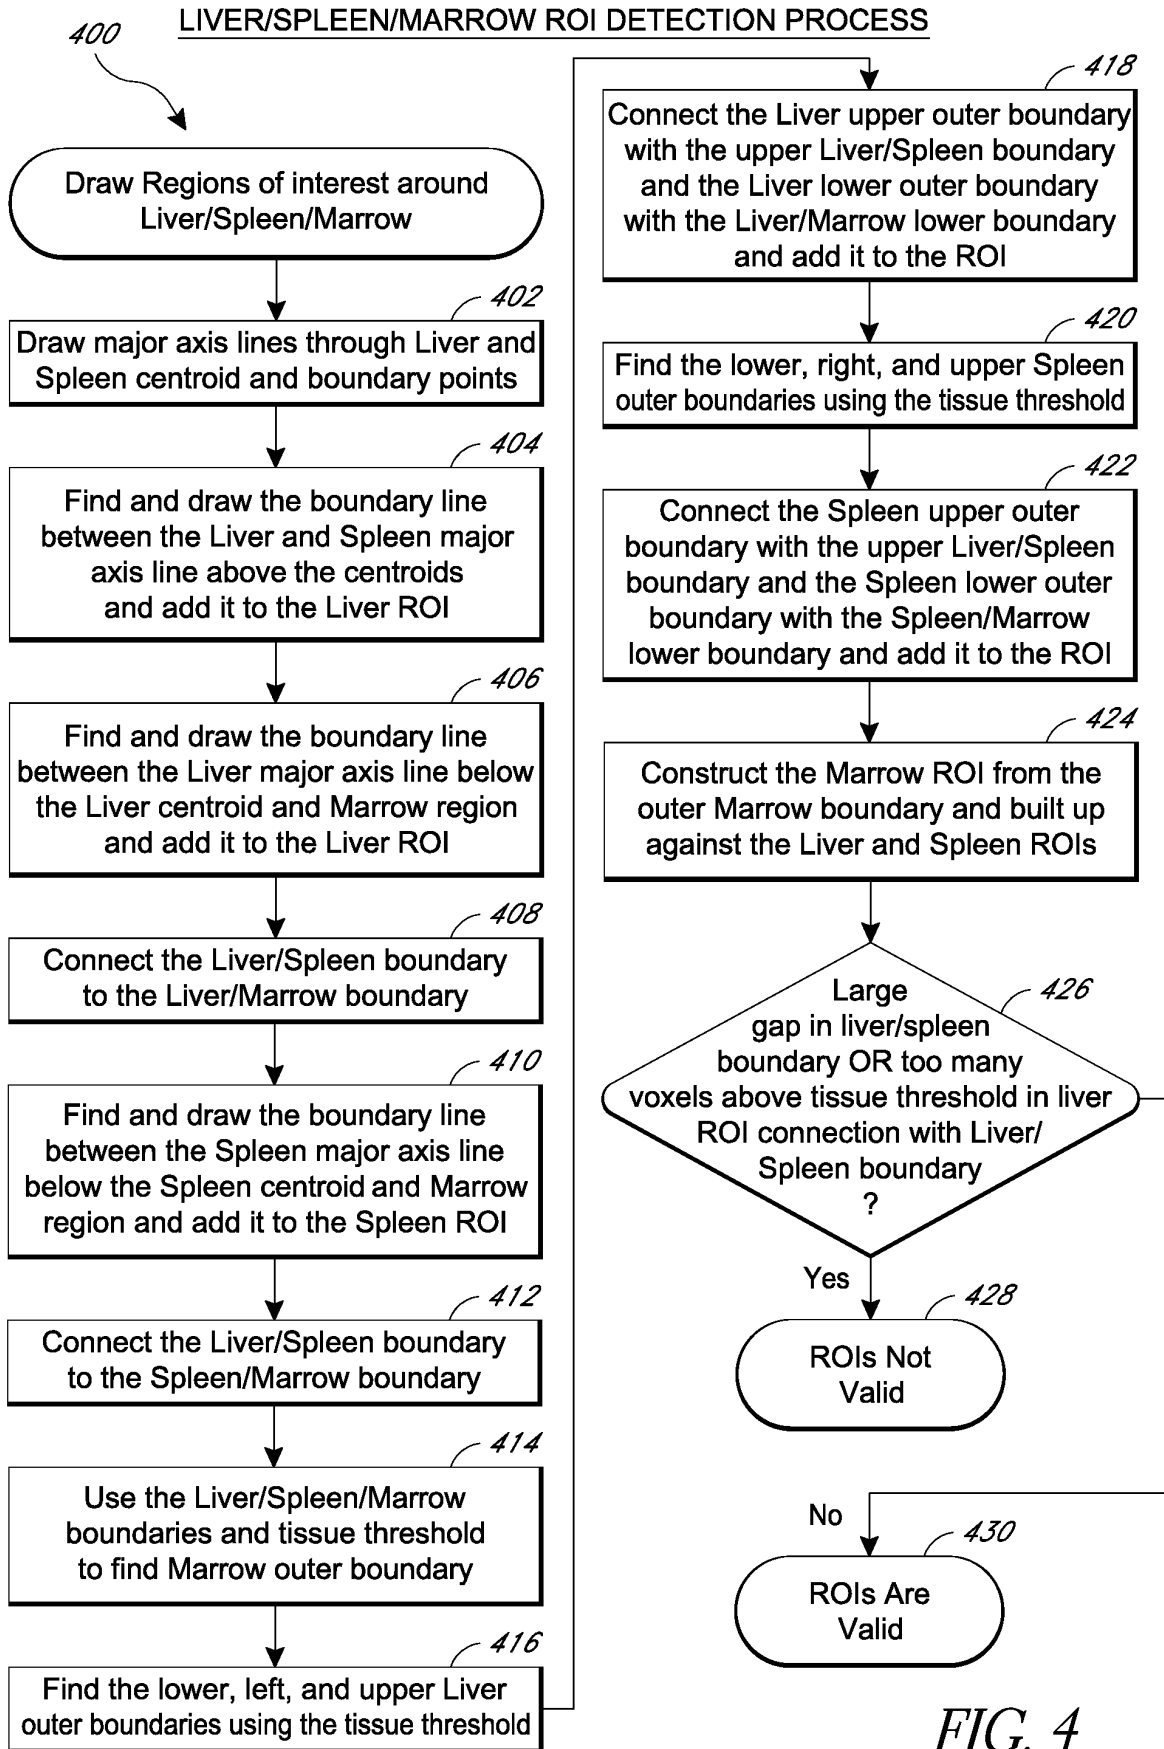 LIVER/SPLEEN/MARROW ROI DETECTION PROCESS
400
Draw Regions of interest around
Liver/Spleen/Marrow
402
Draw major axis lines through Liver and
Spleen centroid and boundary points
404
Find and draw the boundary line
between the Liver and Spleen major
axis line above the centroids
and add it to the Liver ROI
406
Find and draw the boundary line
between the Liver major axis line below
the Liver centroid and Marrow region
and add it to the Liver ROI
408
Connect the Liver/Spleen boundary
to the Liver/Marrow boundary
410
Find and draw the boundary line
between the Spleen major axis line
below the Spleen centroid and Marrow
region and add it to the Spleen ROI
412
Connect the Liver/Spleen boundary
to the Spleen/Marrow boundary
414
Use the Liver/Spleen/Marrow
boundaries and tissue threshold
to find Marrow outer boundary
416
Find the lower, left, and upper Liver
outer boundaries using the tissue threshold
418
Connect the Liver upper outer boundary
with the upper Liver/Spleen boundary
and the Liver lower outer boundary
with the Liver/Marrow lower boundary
and add it to the ROI
420
Find the lower, right, and upper Spleen
outer boundaries using the tissue threshold
422
Connect the Spleen upper outer
boundary with the upper Liver/Spleen
boundary and the Spleen lower outer
boundary with the Spleen/Marrow
lower boundary and add it to the ROI
424
Construct the Marrow ROI from the
outer Marrow boundary and built up
against the Liver and Spleen ROIs
426
Large
gap in liver/spleen
boundary OR too many
voxels above tissue threshold in liver
ROI connection with Liver/
Spleen boundary
?
Yes
428
ROIs Not
Valid
No
430
ROIs Are
Valid
FIG. 4